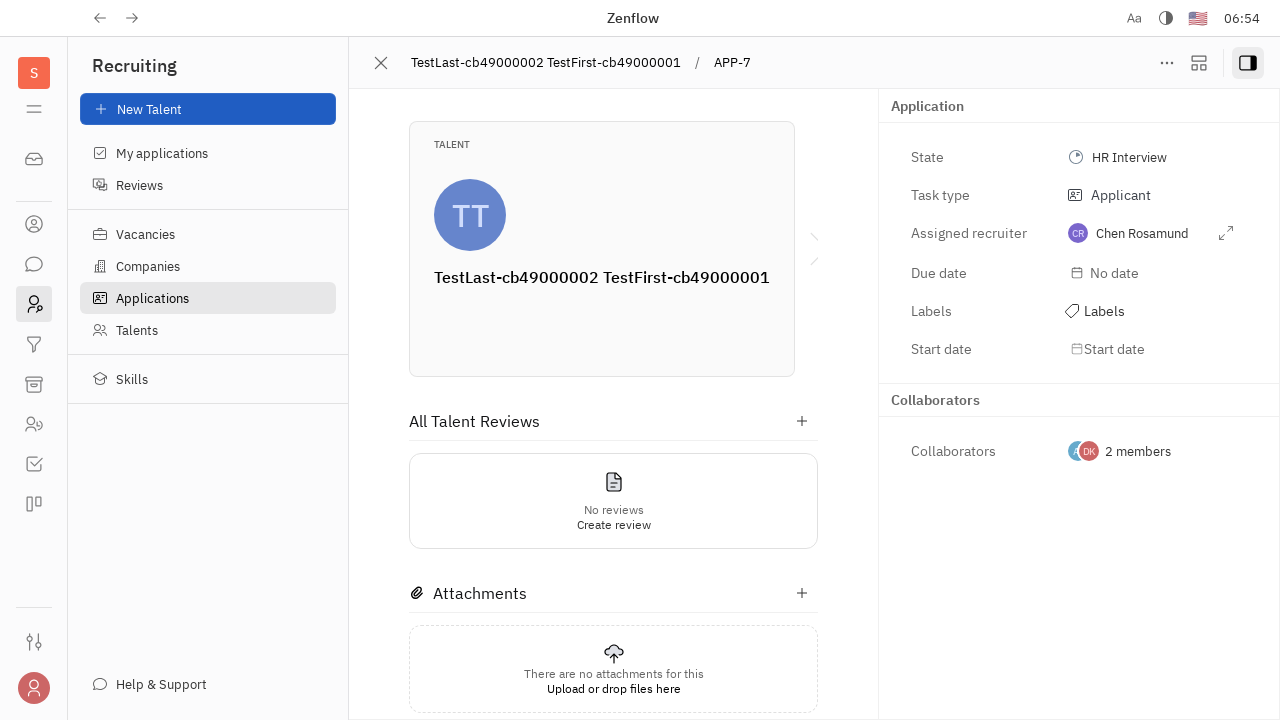 Zenflow
Aa
06:54
S
Recruiting
New Talent
My applications
Reviews
Vacancies
Companies
Applications
Talents
Skills
Help & Support
TestLast-cb49000002 TestFirst-cb49000001 / APP-7
TALENT
TT
TestLast-cb49000002 TestFirst-cb49000001
All Talent Reviews
No reviews
Create review
Attachments
There are no attachments for this
Upload or drop files here
Application
State HR Interview
Task type Applicant
Assigned recruiter CR Chen Rosamund
Due date No date
Labels Labels
Start date Start date
Collaborators
Collaborators DK 2 members